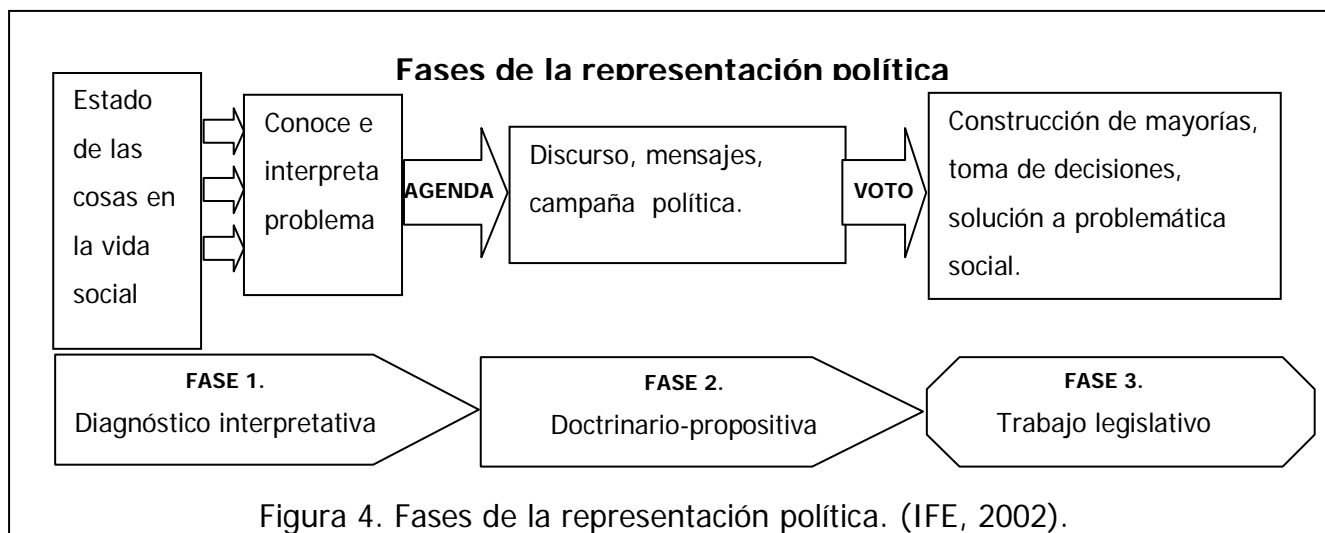 Fases de la representación política
Estado
de las
cosas en
la vida
social
Conoce e
interpreta
problema
AGENDA
Discurso, mensajes,
campaña política.
VOTO
Construcción de mayorías,
toma de decisiones,
solución a problemática
social.
FASE 1.
Diagnóstico interpretativa
FASE 2.
Doctrinario-propositiva
FASE 3.
Trabajo legislativo
Figura 4. Fases de la representación política. (IFE, 2002).